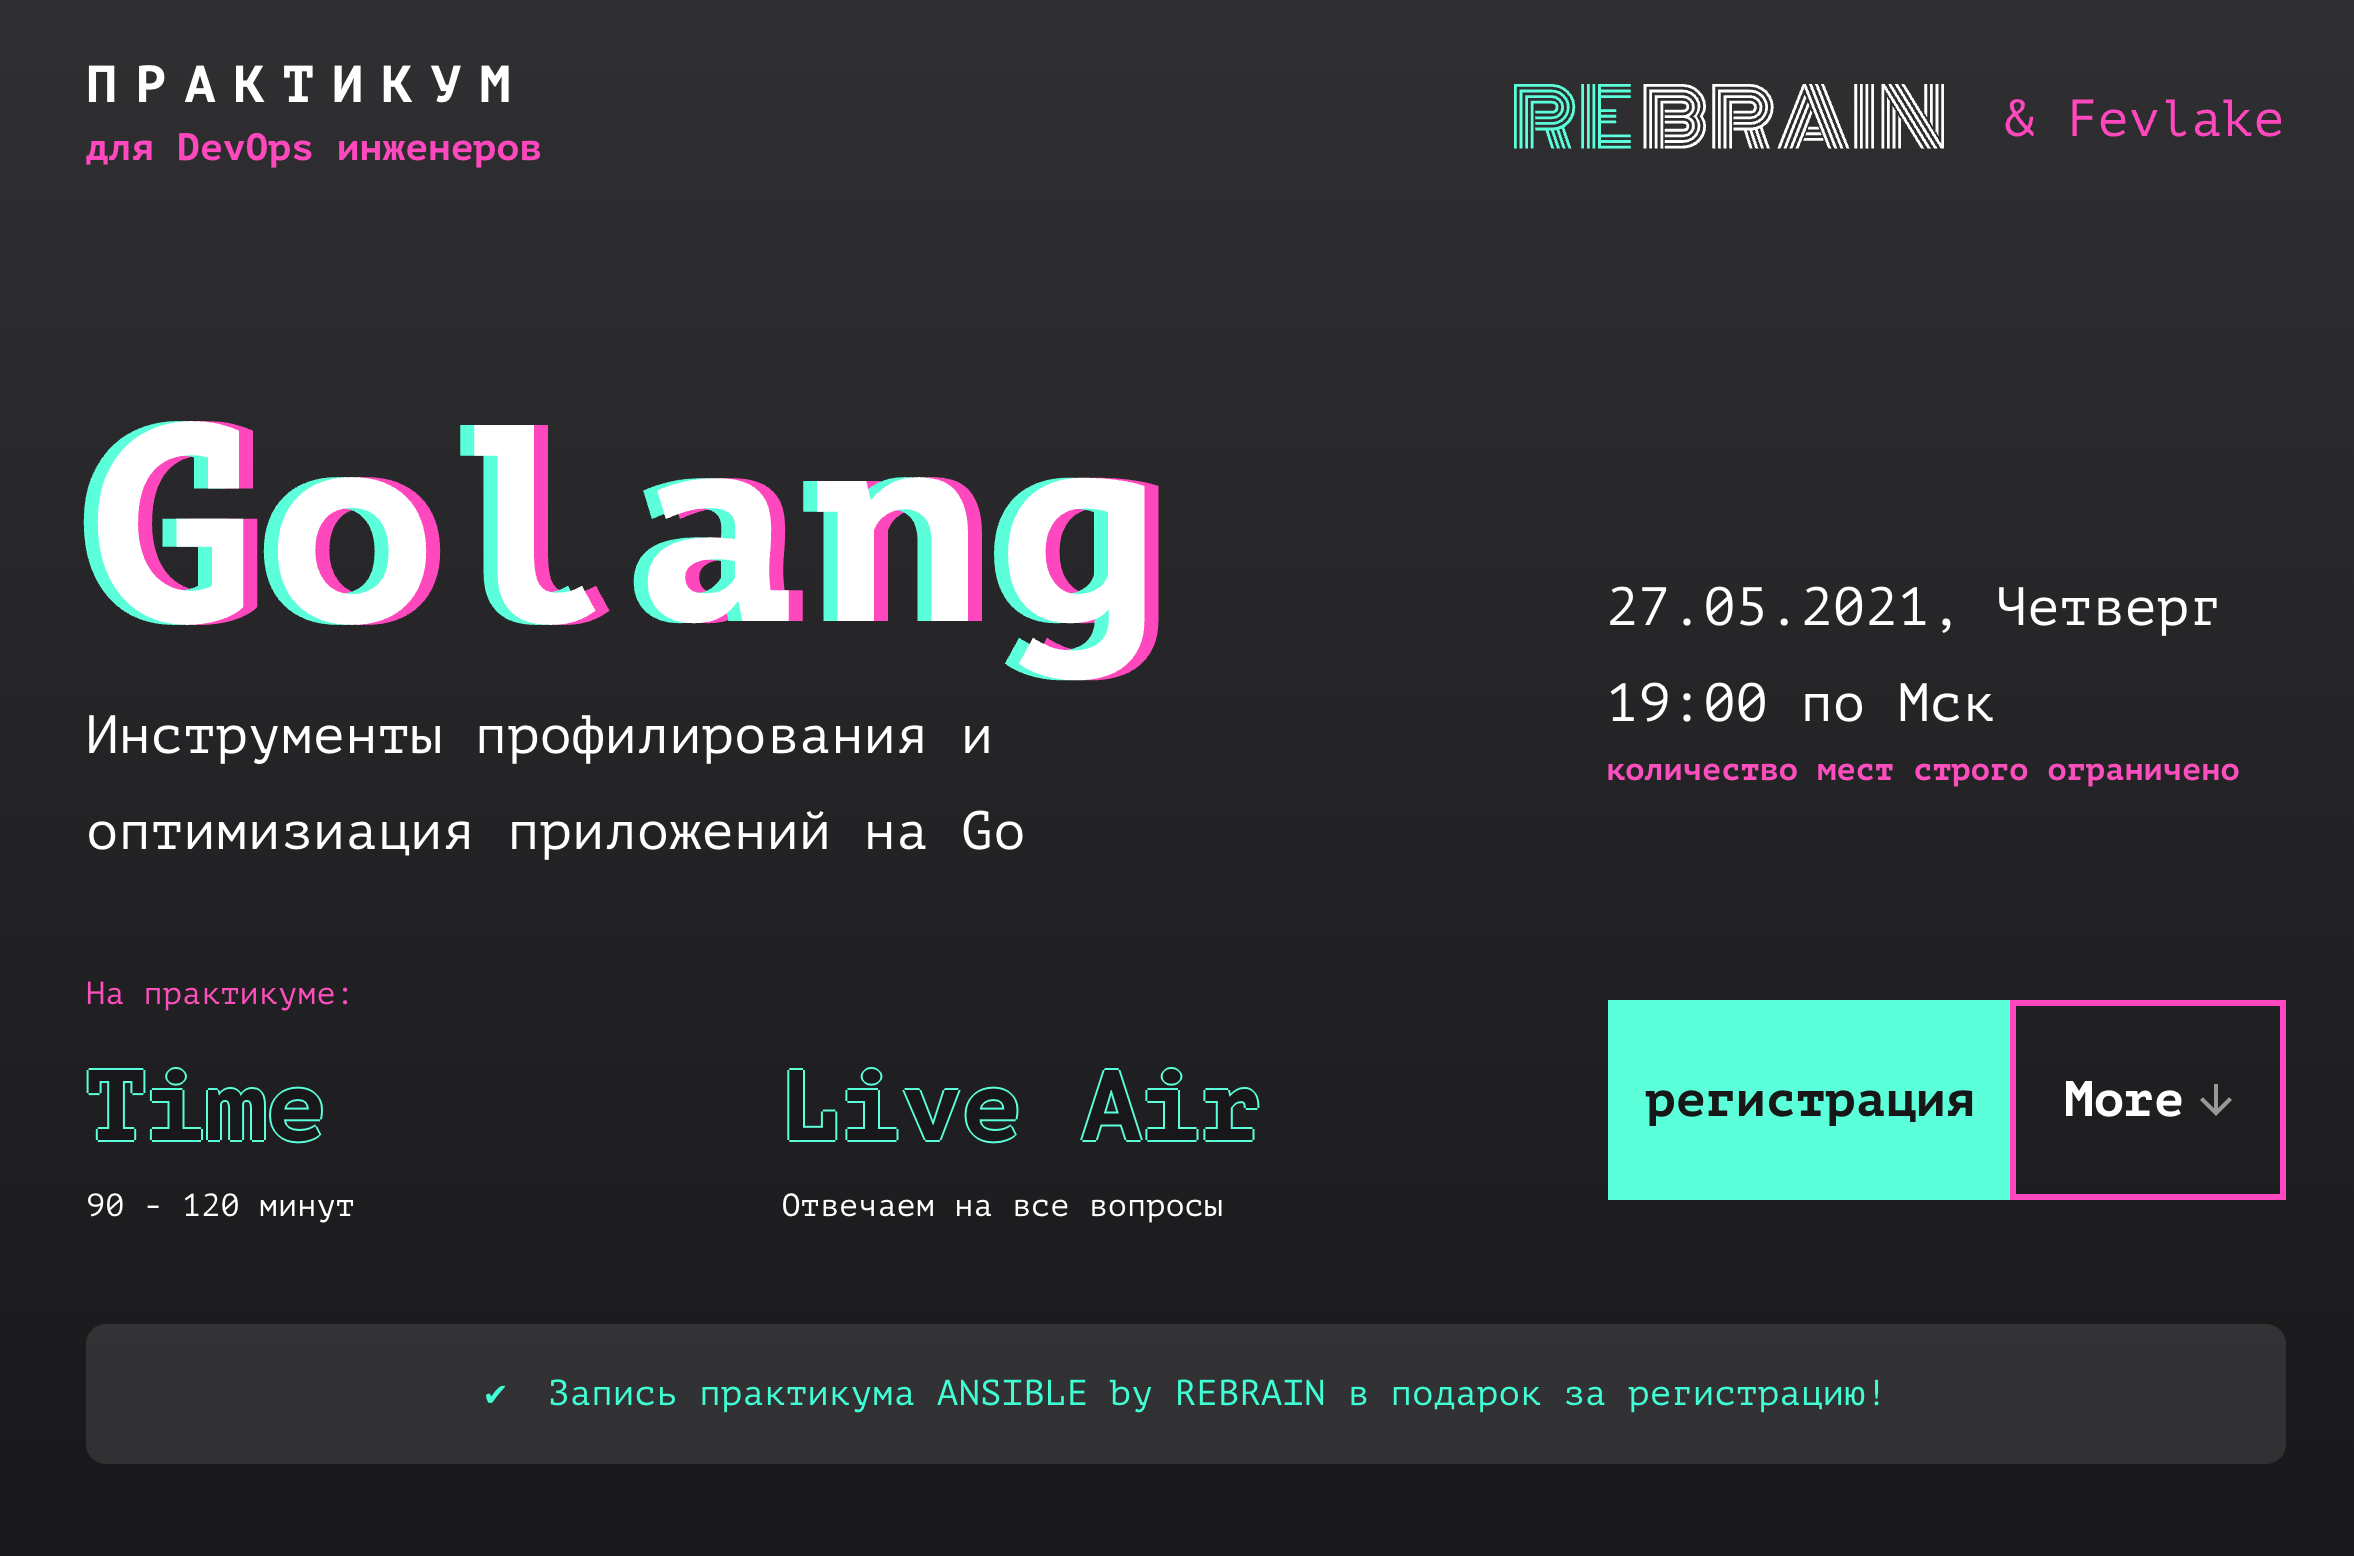 ПРАКТИКУМ
для DevOps инженеров
REBRAIN & Fevlake
Golang
Инструменты профилирования и
оптимизиация приложений на Go
27.05.2021, Четверг
19:00 по Мск
количество мест строго ограничено
На практикуме:
Time
90 - 120 минут
Live Air
Отвечаем на все вопросы
регистрация
More ↓
✔ Запись практикума ANSIBLE by REBRAIN в подарок за регистрацию!